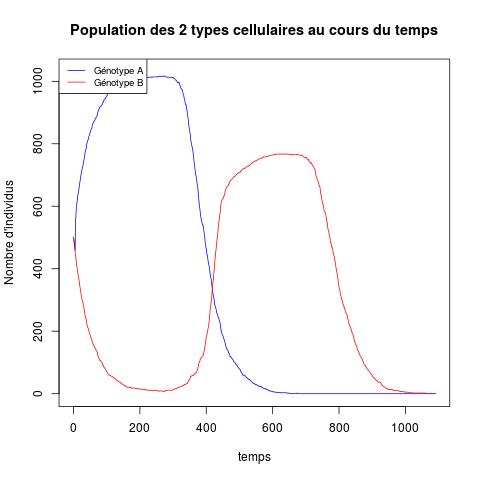 Population des 2 types cellulaires au cours du temps
Génotype A
Génotype B
Nombre d'individus
1000
800
600
400
200
0
0 200 400 600 800 1000
temps